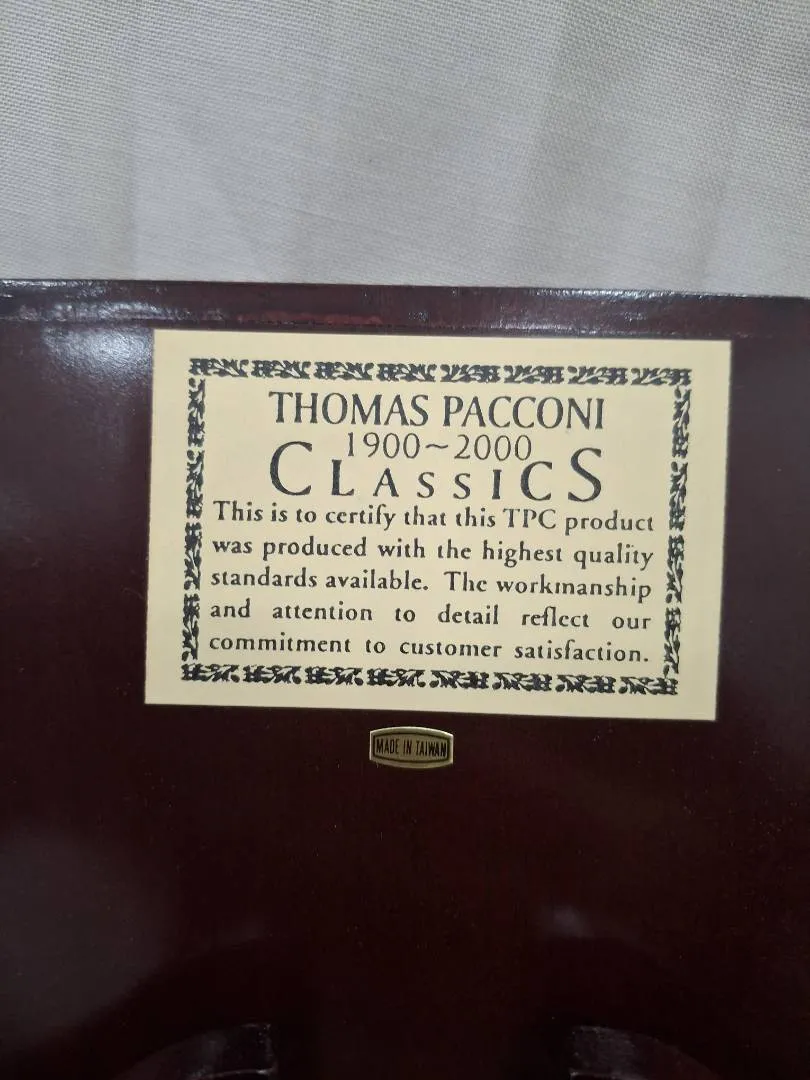 THOMAS PACCONI
1900~2000
CLASSICS
This is to certify that this TPC product
was produced with the highest quality
standards available. The workmanship
and attention to detail reflect our
commitment to customer satisfaction.
MADE IN TAIWAN